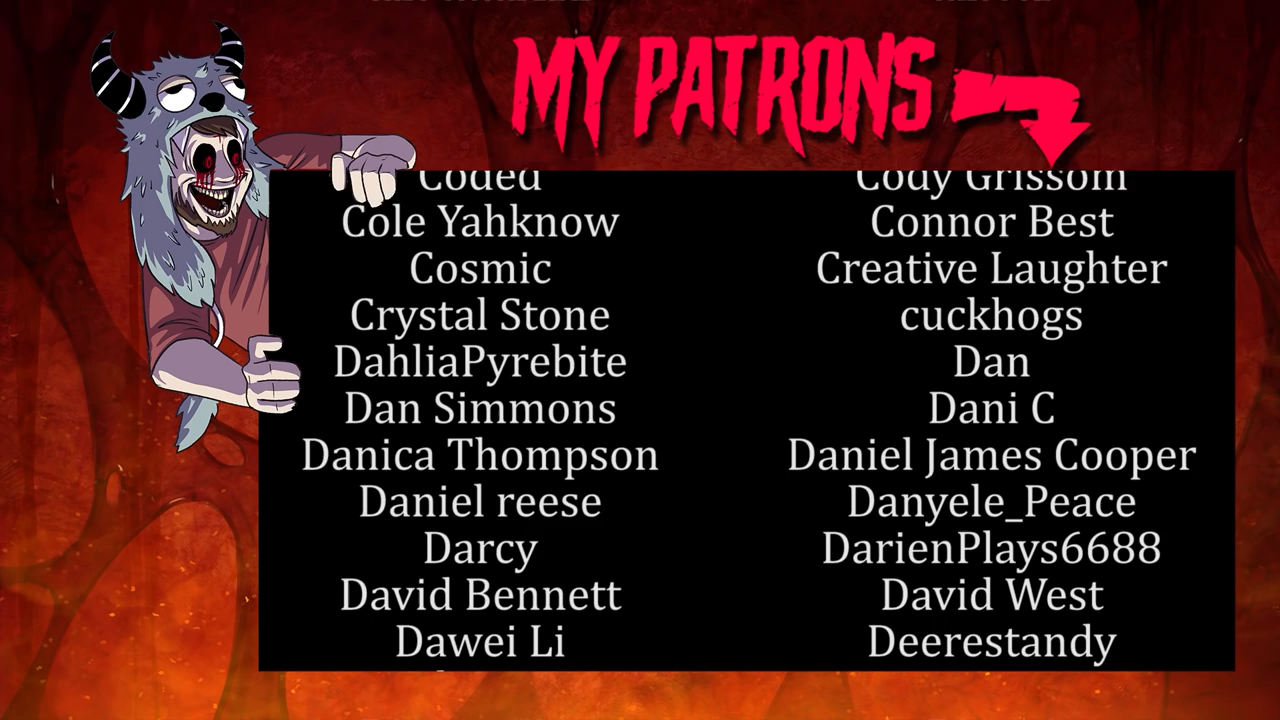 MY PATRONS
Coded Cody Grissom
Cole Yahknow Connor Best
Cosmic Creative Laughter
Crystal Stone cuckhogs
DahliaPyrebite Dan
Dan Simmons Dani C
Danica Thompson Daniel James Cooper
Daniel reese Danyele_Peace
Darcy DarienPlays6688
David Bennett David West
Dawei Li Deerestandy